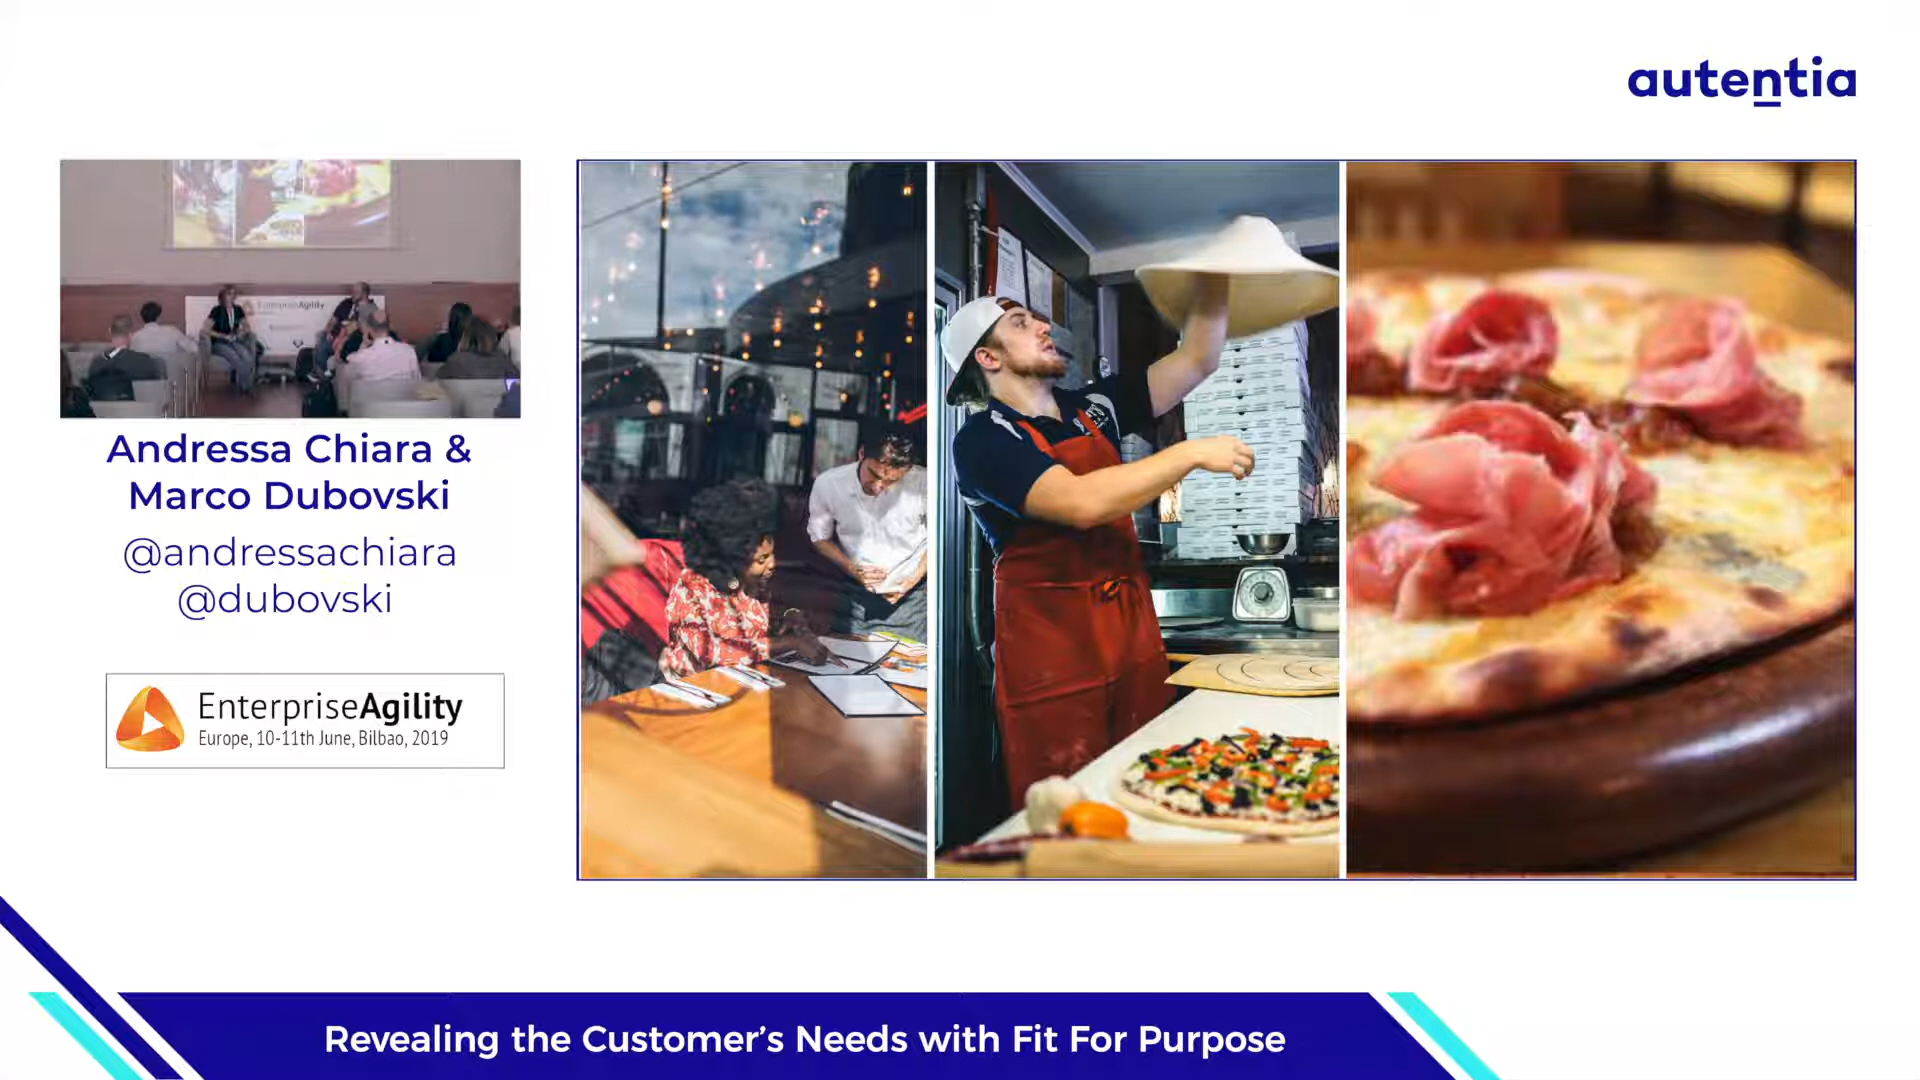 autentia
EnterpriseAgility
Andressa Chiara &
Marco Dubovski
@andressachiara
@dubovski
EnterpriseAgility
Europe, 10-11th June, Bilbao, 2019
Revealing the Customer's Needs with Fit For Purpose